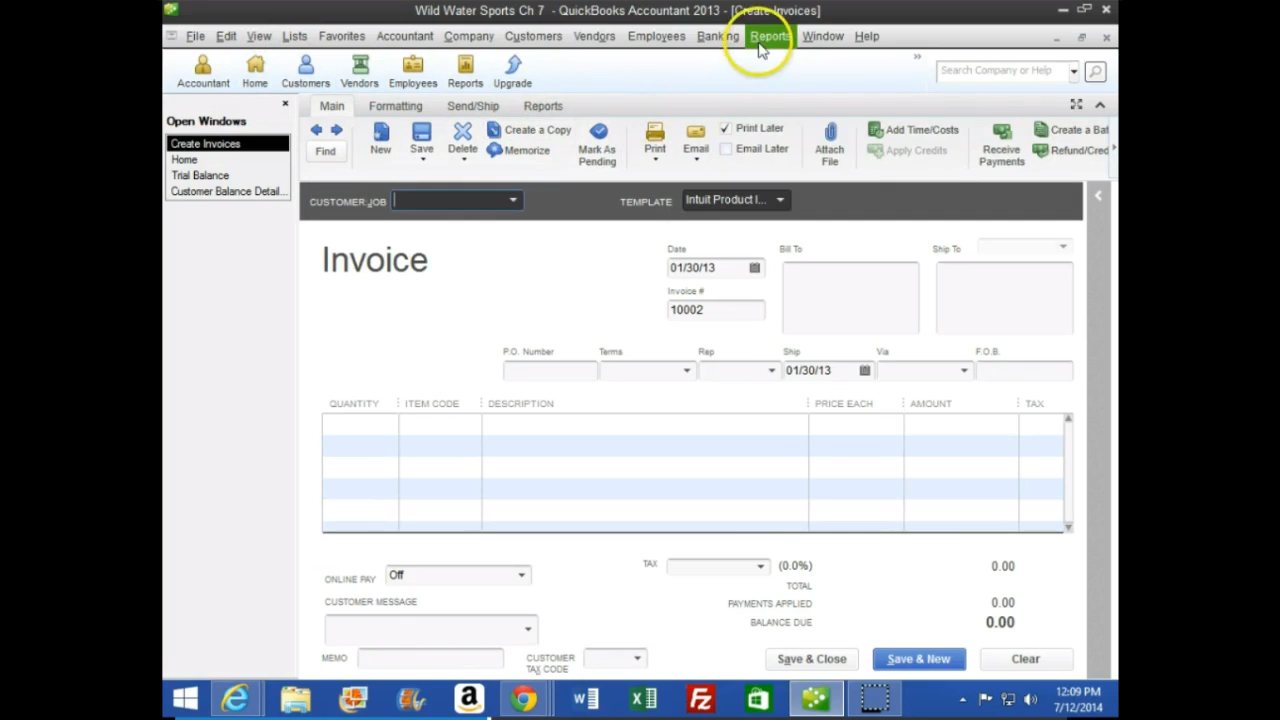 Wild Water Sports Ch 7 - QuickBooks Accountant 2013 - [Create Invoices]
File Edit View Lists Favorites Accountant Company Customers Vendors Employees Banking Reports Window Help
Accountant Home Customers Vendors Employees Reports Upgrade
Search Company or Help
Open Windows
Create Invoices
Home
Trial Balance
Customer Balance Detail...
Main Formatting Send/Ship Reports
Find New Save Delete Create a Copy Memorize Mark As Pending Print Email Print Later Email Later Attach File Add Time/Costs Apply Credits Receive Payments Create a Bat Refund/Cred
CUSTOMER:JOB TEMPLATE Intuit Product I...
Invoice
Date
01/30/13
Invoice #
10002
Bill To
Ship To
P.O. Number Terms Rep Ship Via F.O.B.
01/30/13
QUANTITY ITEM CODE DESCRIPTION PRICE EACH AMOUNT TAX
ONLINE PAY Off
TAX (0.0%) 0.00
TOTAL
CUSTOMER MESSAGE
PAYMENTS APPLIED 0.00
BALANCE DUE 0.00
MEMO
CUSTOMER TAX CODE
Save & Close Save & New Clear
12:09 PM
7/12/2014